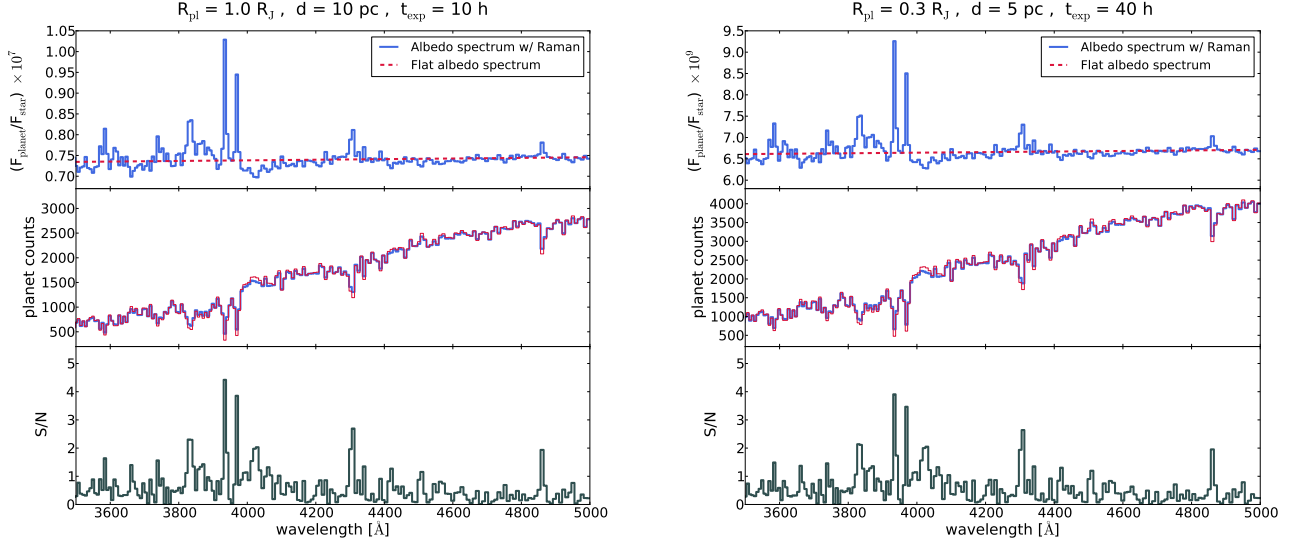 R_pl = 1.0 R_J , d = 10 pc , t_exp = 10 h
(F_planet/F_star) × 10^7
1.05
1.00
0.95
0.90
0.85
0.80
0.75
0.70
Albedo spectrum w/ Raman
Flat albedo spectrum
planet counts
3000
2500
2000
1500
1000
500
S/N
5
4
3
2
1
0
3600 3800 4000 4200 4400 4600 4800 5000
wavelength [Å]
R_pl = 0.3 R_J , d = 5 pc , t_exp = 40 h
(F_planet/F_star) × 10^9
9.5
9.0
8.5
8.0
7.5
7.0
6.5
6.0
Albedo spectrum w/ Raman
Flat albedo spectrum
planet counts
4000
3500
3000
2500
2000
1500
1000
500
S/N
5
4
3
2
1
0
3600 3800 4000 4200 4400 4600 4800 5000
wavelength [Å]